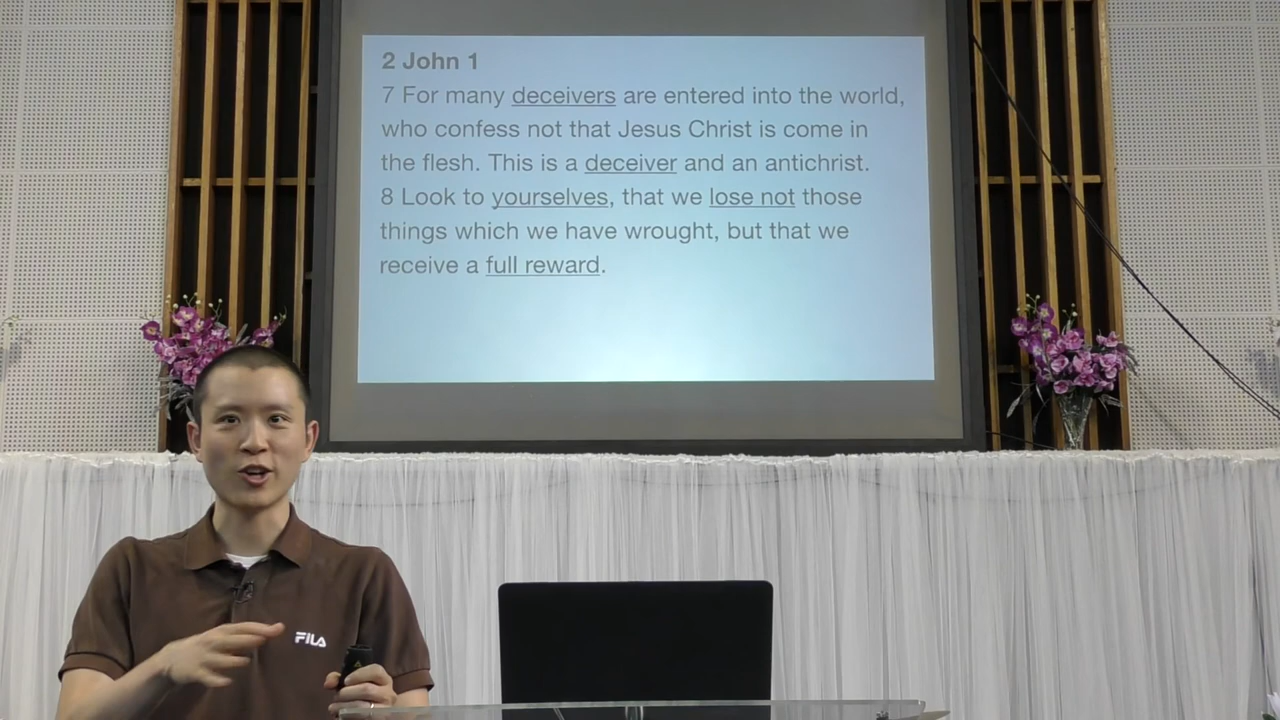 2 John 1
7 For many deceivers are entered into the world,
who confess not that Jesus Christ is come in
the flesh. This is a deceiver and an antichrist.
8 Look to yourselves, that we lose not those
things which we have wrought, but that we
receive a full reward.
FILA